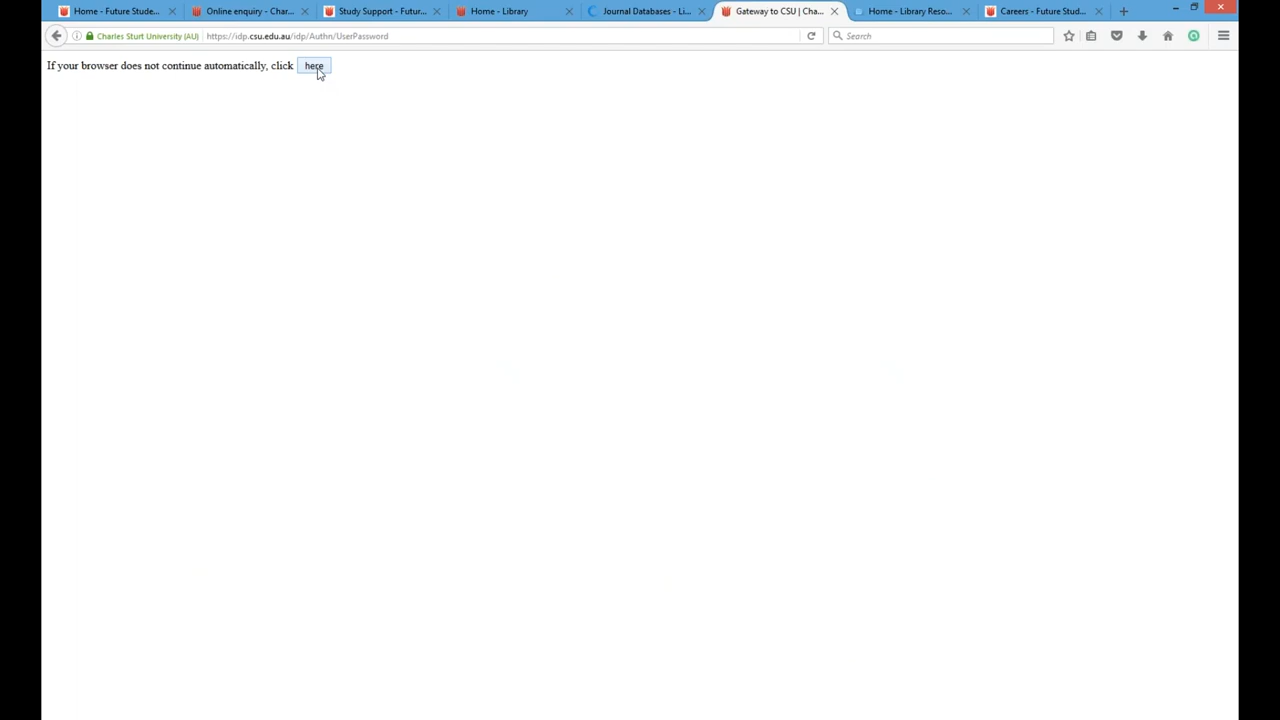 Home - Future Stude...
Online enquiry - Char...
Study Support - Futur...
Home - Library
Journal Databases - Li...
Gateway to CSU | Cha...
Home - Library Reso...
Careers - Future Stud...
Charles Sturt University (AU)
https://idp.csu.edu.au/idp/Authn/UserPassword
Search
If your browser does not continue automatically, click here